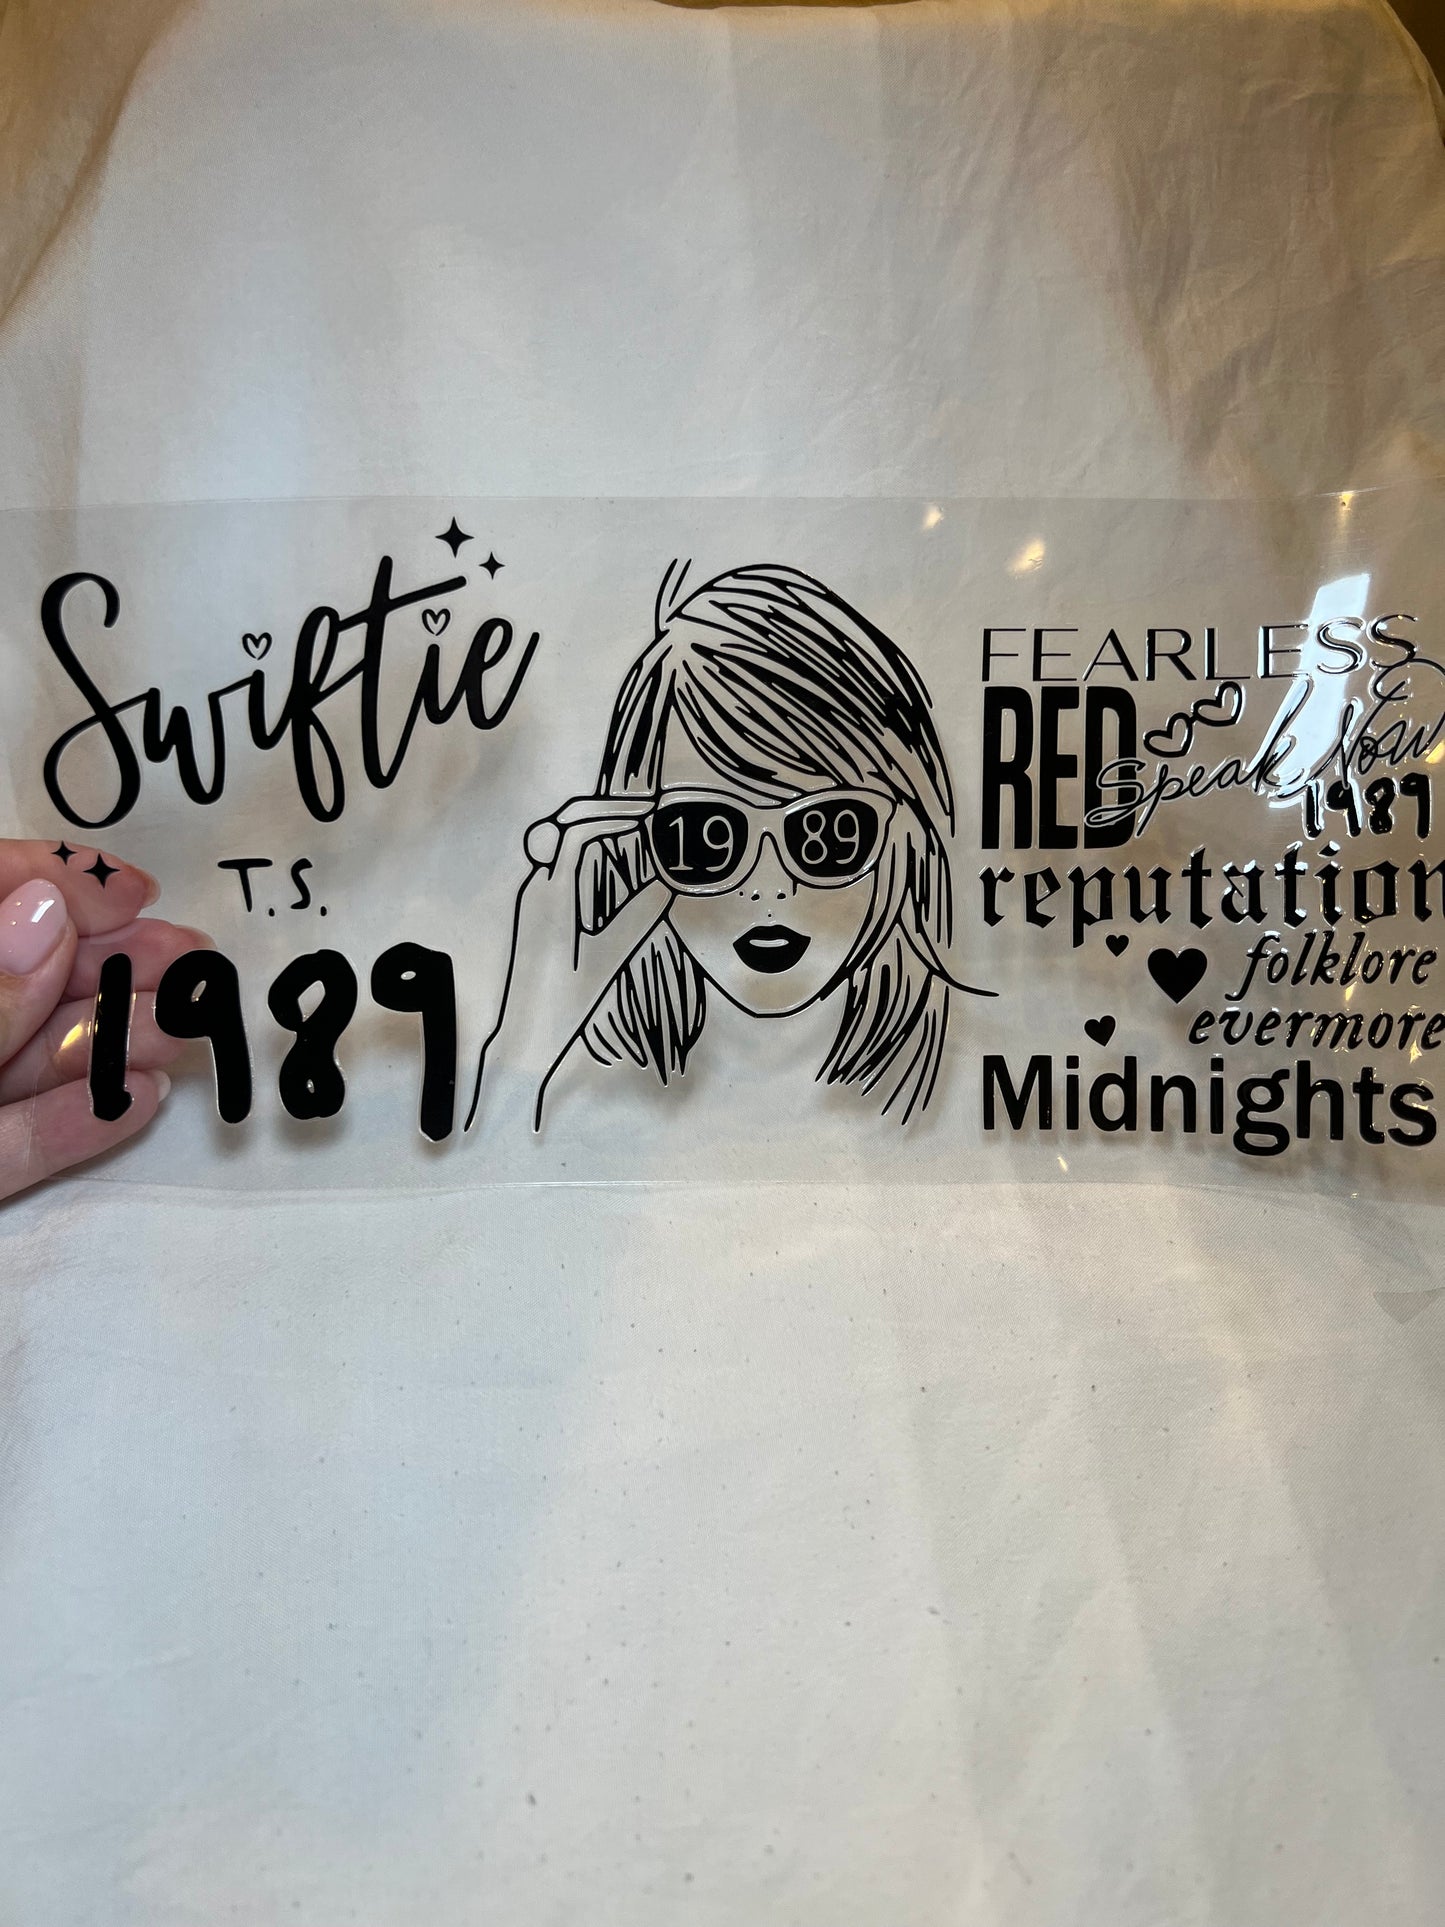 Swiftie
T.S.
1989
19 89
FEARLESS
RED
Speak Now
1989
reputation
folklore
evermore
Midnights